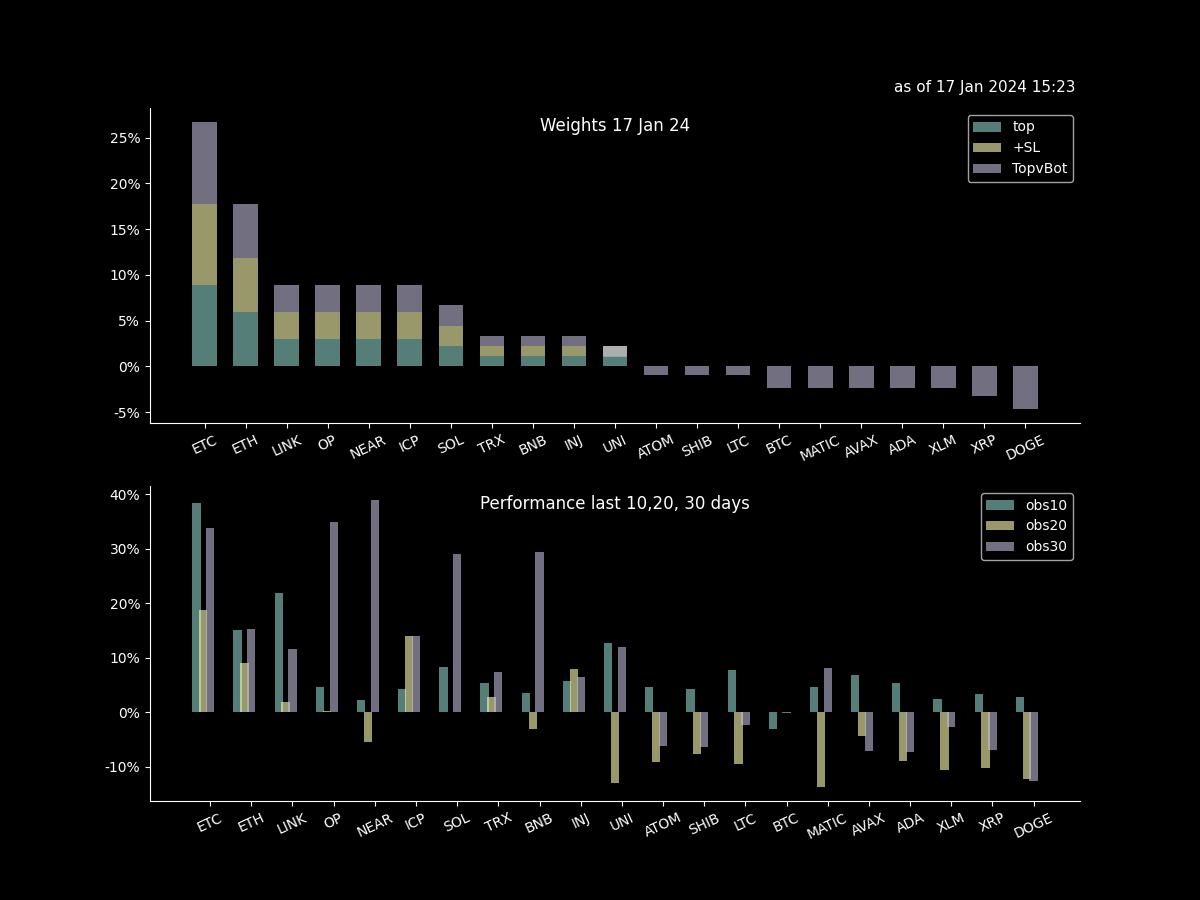 as of 17 Jan 2024 15:23
Weights 17 Jan 24
top
+SL
TopvBot
25%
20%
15%
10%
5%
0%
-5%
ETC ETH LINK OP NEAR ICP SOL TRX BNB INJ UNI ATOM SHIB LTC BTC MATIC AVAX ADA XLM XRP DOGE
Performance last 10,20, 30 days
obs10
obs20
obs30
40%
30%
20%
10%
0%
-10%
ETC ETH LINK OP NEAR ICP SOL TRX BNB INJ UNI ATOM SHIB LTC BTC MATIC AVAX ADA XLM XRP DOGE